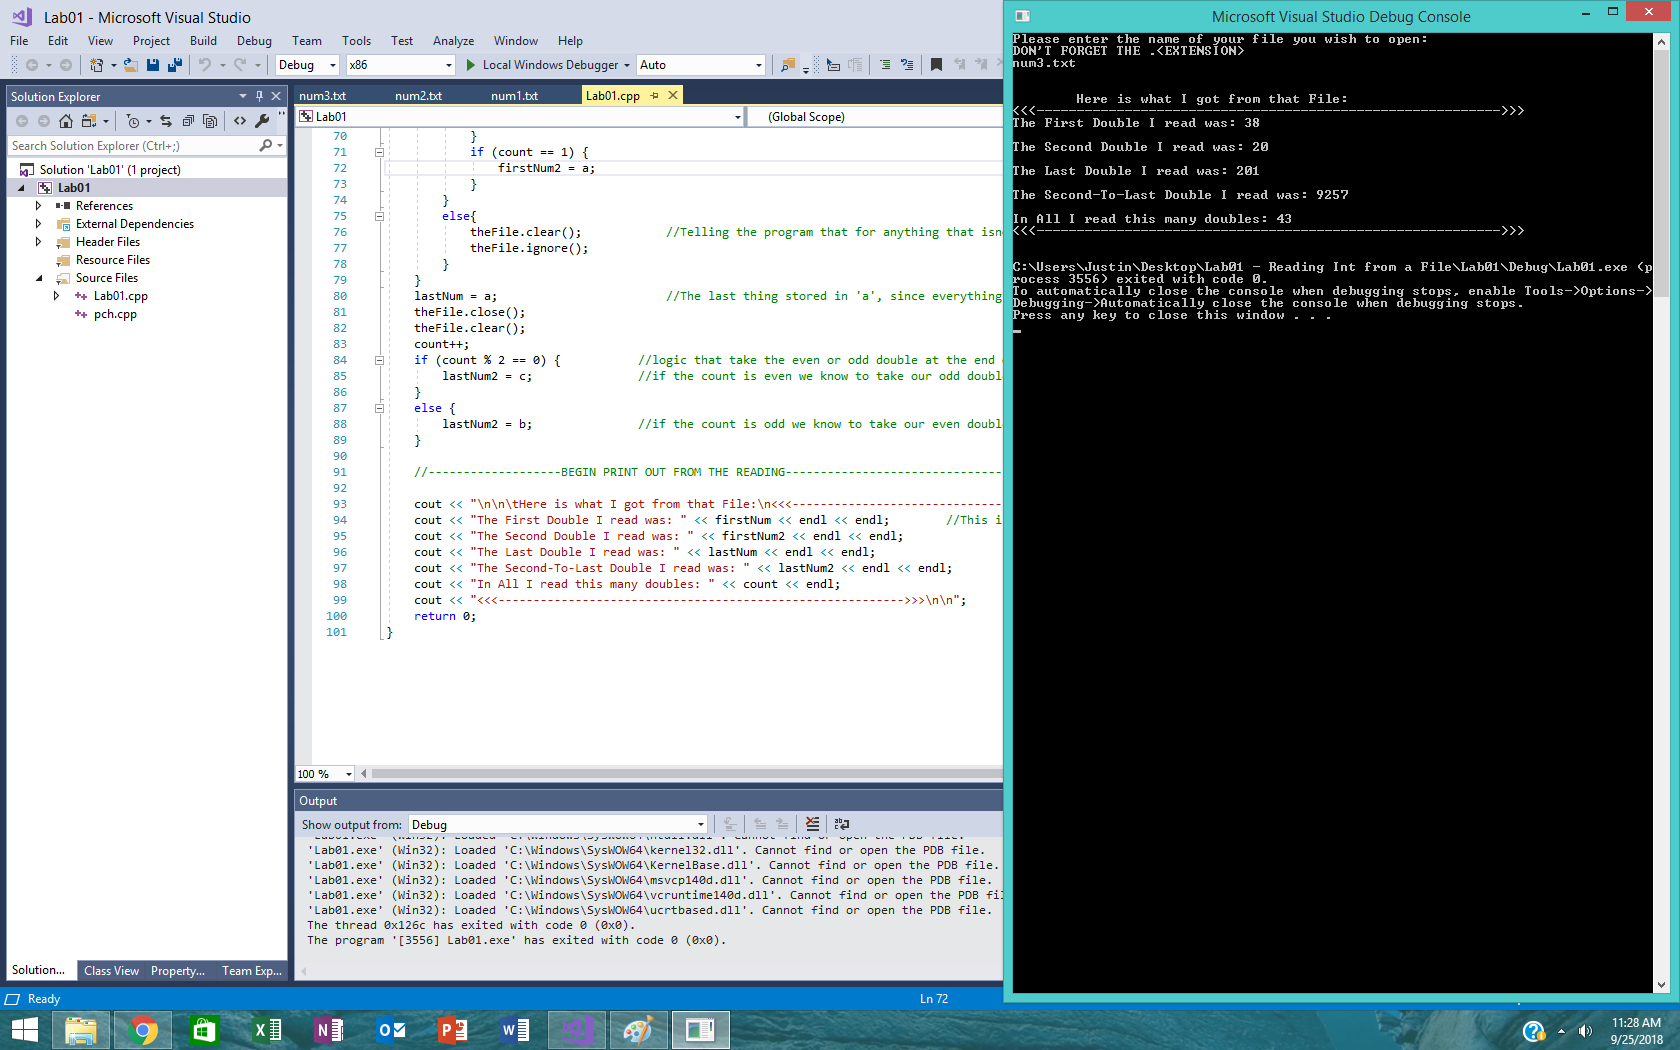 Lab01 - Microsoft Visual Studio
File Edit View Project Build Debug Team Tools Test Analyze Window Help
Debug x86 Local Windows Debugger Auto
Solution Explorer
Search Solution Explorer (Ctrl+;)
Solution 'Lab01' (1 project)
Lab01
References
External Dependencies
Header Files
Resource Files
Source Files
Lab01.cpp
pch.cpp
Solution... Class View Property... Team Exp...
num3.txt num2.txt num1.txt Lab01.cpp
Lab01 (Global Scope)
70 }
71 if (count == 1) {
72 firstNum2 = a;
73 }
74 }
75 else{
76 theFile.clear(); //Telling the program that for anything that isn
77 theFile.ignore();
78 }
79 }
80 lastNum = a; //The last thing stored in 'a', since everything
81 theFile.close();
82 theFile.clear();
83 count++;
84 if (count % 2 == 0) { //logic that take the even or odd double at the end
85 lastNum2 = c; //if the count is even we know to take our odd doubl
86 }
87 else {
88 lastNum2 = b; //if the count is odd we know to take our even doubl
89 }
90
91 //-------------------BEGIN PRINT OUT FROM THE READING-------------------------------
92
93 cout << "\n\n\tHere is what I got from that File:\n<<<------------------------------
94 cout << "The First Double I read was: " << firstNum << endl << endl; //This i
95 cout << "The Second Double I read was: " << firstNum2 << endl << endl;
96 cout << "The Last Double I read was: " << lastNum << endl << endl;
97 cout << "The Second-To-Last Double I read was: " << lastNum2 << endl << endl;
98 cout << "In All I read this many doubles: " << count << endl;
99 cout << "<<<---------------------------------------------------------->>>\n\n";
100 return 0;
101 }
100 %
Output
Show output from: Debug
'Lab01.exe' (Win32): Loaded 'C:\Windows\SysWOW64\ntdll.dll'. Cannot find or open the PDB file.
'Lab01.exe' (Win32): Loaded 'C:\Windows\SysWOW64\kernel32.dll'. Cannot find or open the PDB file.
'Lab01.exe' (Win32): Loaded 'C:\Windows\SysWOW64\KernelBase.dll'. Cannot find or open the PDB file.
'Lab01.exe' (Win32): Loaded 'C:\Windows\SysWOW64\msvcp140d.dll'. Cannot find or open the PDB file.
'Lab01.exe' (Win32): Loaded 'C:\Windows\SysWOW64\vcruntime140d.dll'. Cannot find or open the PDB fil
'Lab01.exe' (Win32): Loaded 'C:\Windows\SysWOW64\ucrtbased.dll'. Cannot find or open the PDB file.
The thread 0x126c has exited with code 0 (0x0).
The program '[3556] Lab01.exe' has exited with code 0 (0x0).
Ready Ln 72
Microsoft Visual Studio Debug Console
Please enter the name of your file you wish to open:
DON'T FORGET THE .<EXTENSION>
num3.txt
Here is what I got from that File:
<<<---------------------------------------------------------->>>
The First Double I read was: 38
The Second Double I read was: 20
The Last Double I read was: 201
The Second-To-Last Double I read was: 9257
In All I read this many doubles: 43
<<<---------------------------------------------------------->>>
C:\Users\Justin\Desktop\Lab01 - Reading Int from a File\Lab01\Debug\Lab01.exe (p
rocess 3556) exited with code 0.
To automatically close the console when debugging stops, enable Tools->Options->
Debugging->Automatically close the console when debugging stops.
Press any key to close this window . . .
11:28 AM
9/25/2018